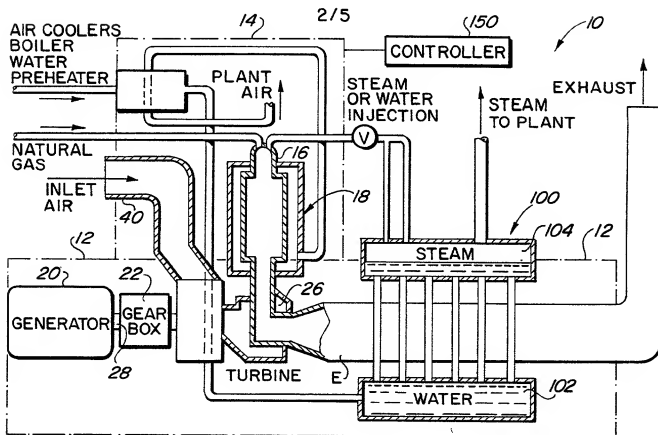 2/5
14
150
10
AIR COOLERS
BOILER
WATER
PREHEATER
CONTROLLER
EXHAUST
PLANT
AIR
STEAM
OR WATER
INJECTION
STEAM
TO PLANT
V
NATURAL
GAS
16
18
INLET
AIR
40
100
104
12
12
STEAM
20
22
26
GENERATOR
GEAR
BOX
28
TURBINE
E
102
WATER